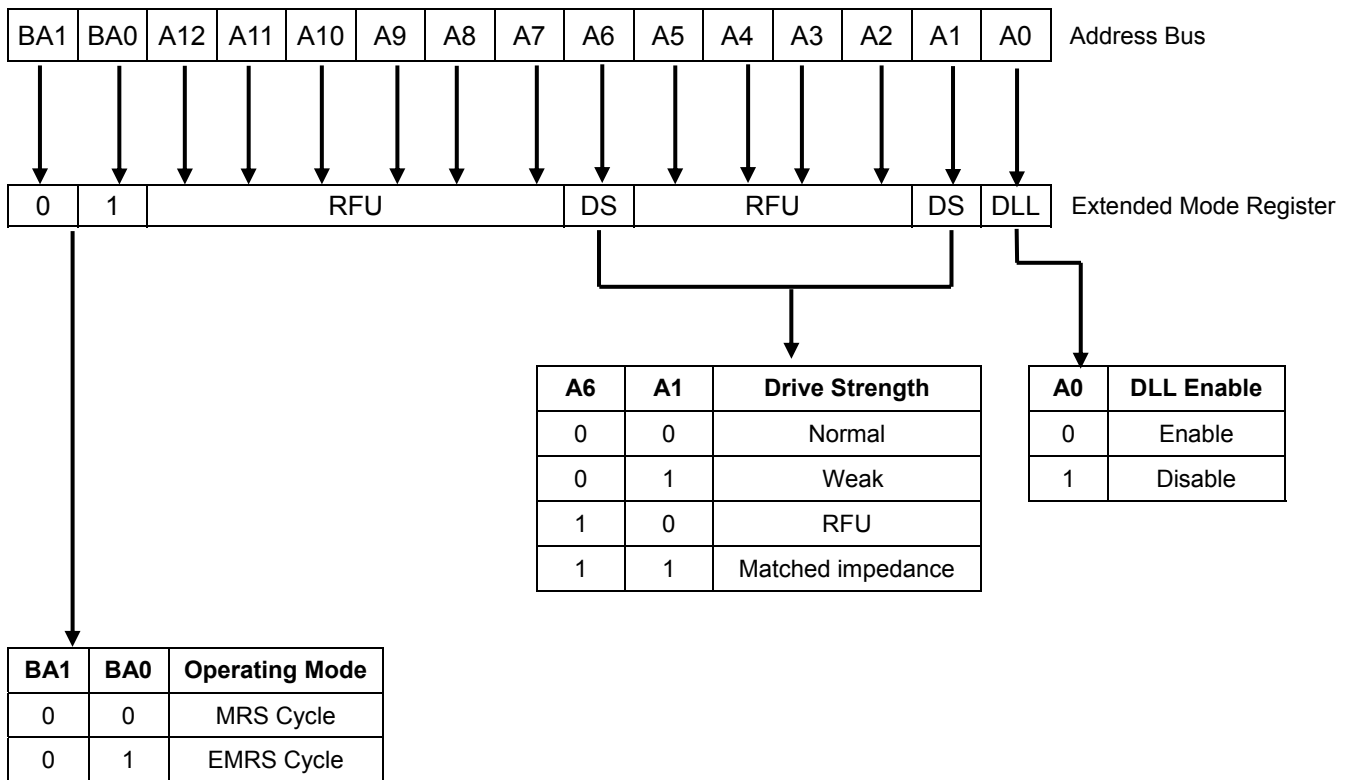 BA1 BA0 A12 A11 A10 A9 A8 A7 A6 A5 A4 A3 A2 A1 A0 Address Bus
0 1 RFU DS RFU DS DLL Extended Mode Register
A6 A1 Drive Strength
0 0 Normal
0 1 Weak
1 0 RFU
1 1 Matched impedance
A0 DLL Enable
0 Enable
1 Disable
BA1 BA0 Operating Mode
0 0 MRS Cycle
0 1 EMRS Cycle